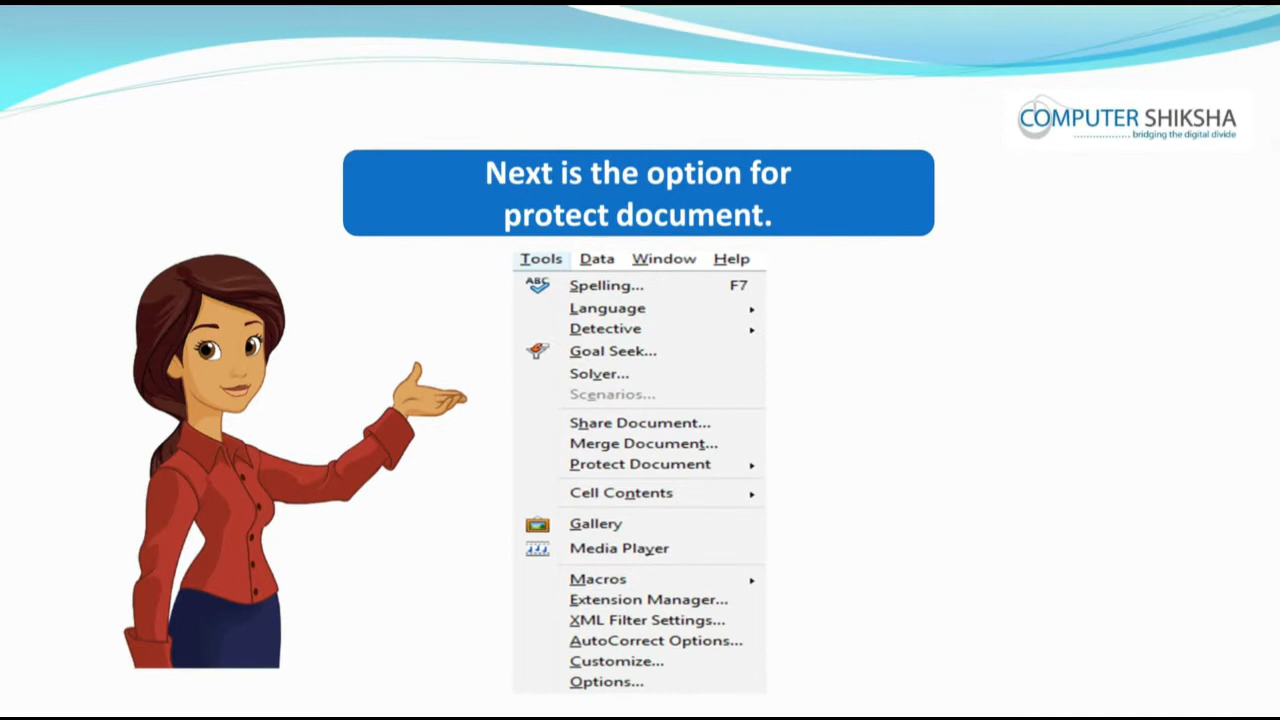 COMPUTER SHIKSHA
bridging the digital divide
Next is the option for
protect document.
Tools Data Window Help
ABC Spelling... F7
Language
Detective
Goal Seek...
Solver...
Scenarios...
Share Document...
Merge Document...
Protect Document
Cell Contents
Gallery
Media Player
Macros
Extension Manager...
XML Filter Settings...
AutoCorrect Options...
Customize...
Options...